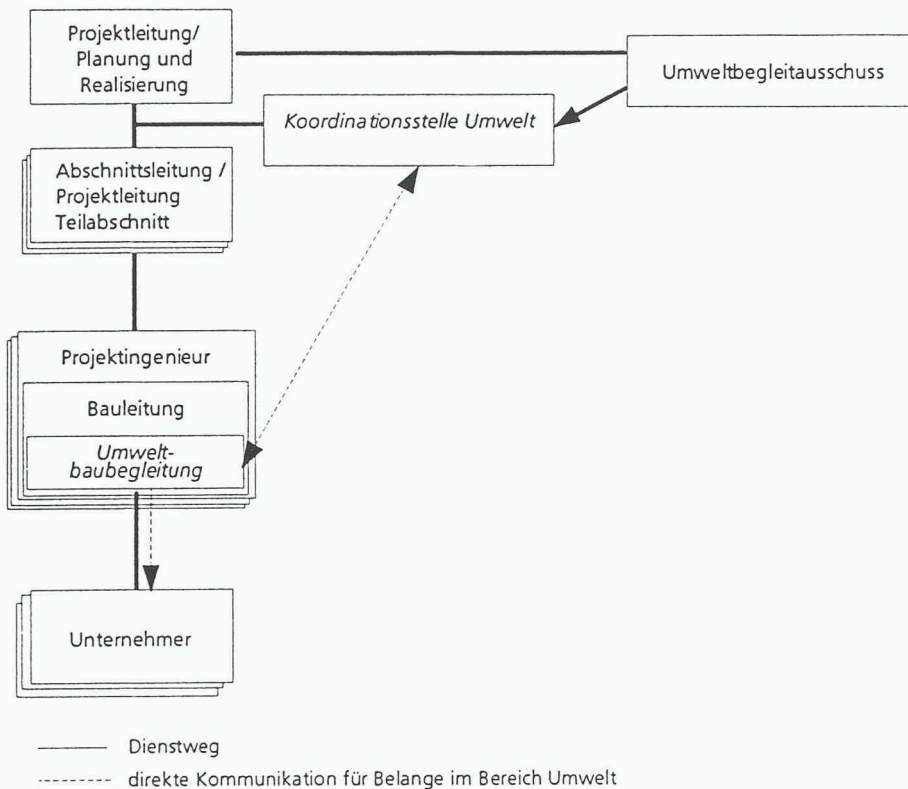 Projektleitung/
Planung und
Realisierung
Umweltbegleitausschuss
Koordinationsstelle Umwelt
Abschnittsleitung /
Projektleitung
Teilabschnitt
Projektingenieur
Bauleitung
Umwelt-
baubegleitung
Unternehmer
Dienstweg
direkte Kommunikation für Belange im Bereich Umwelt